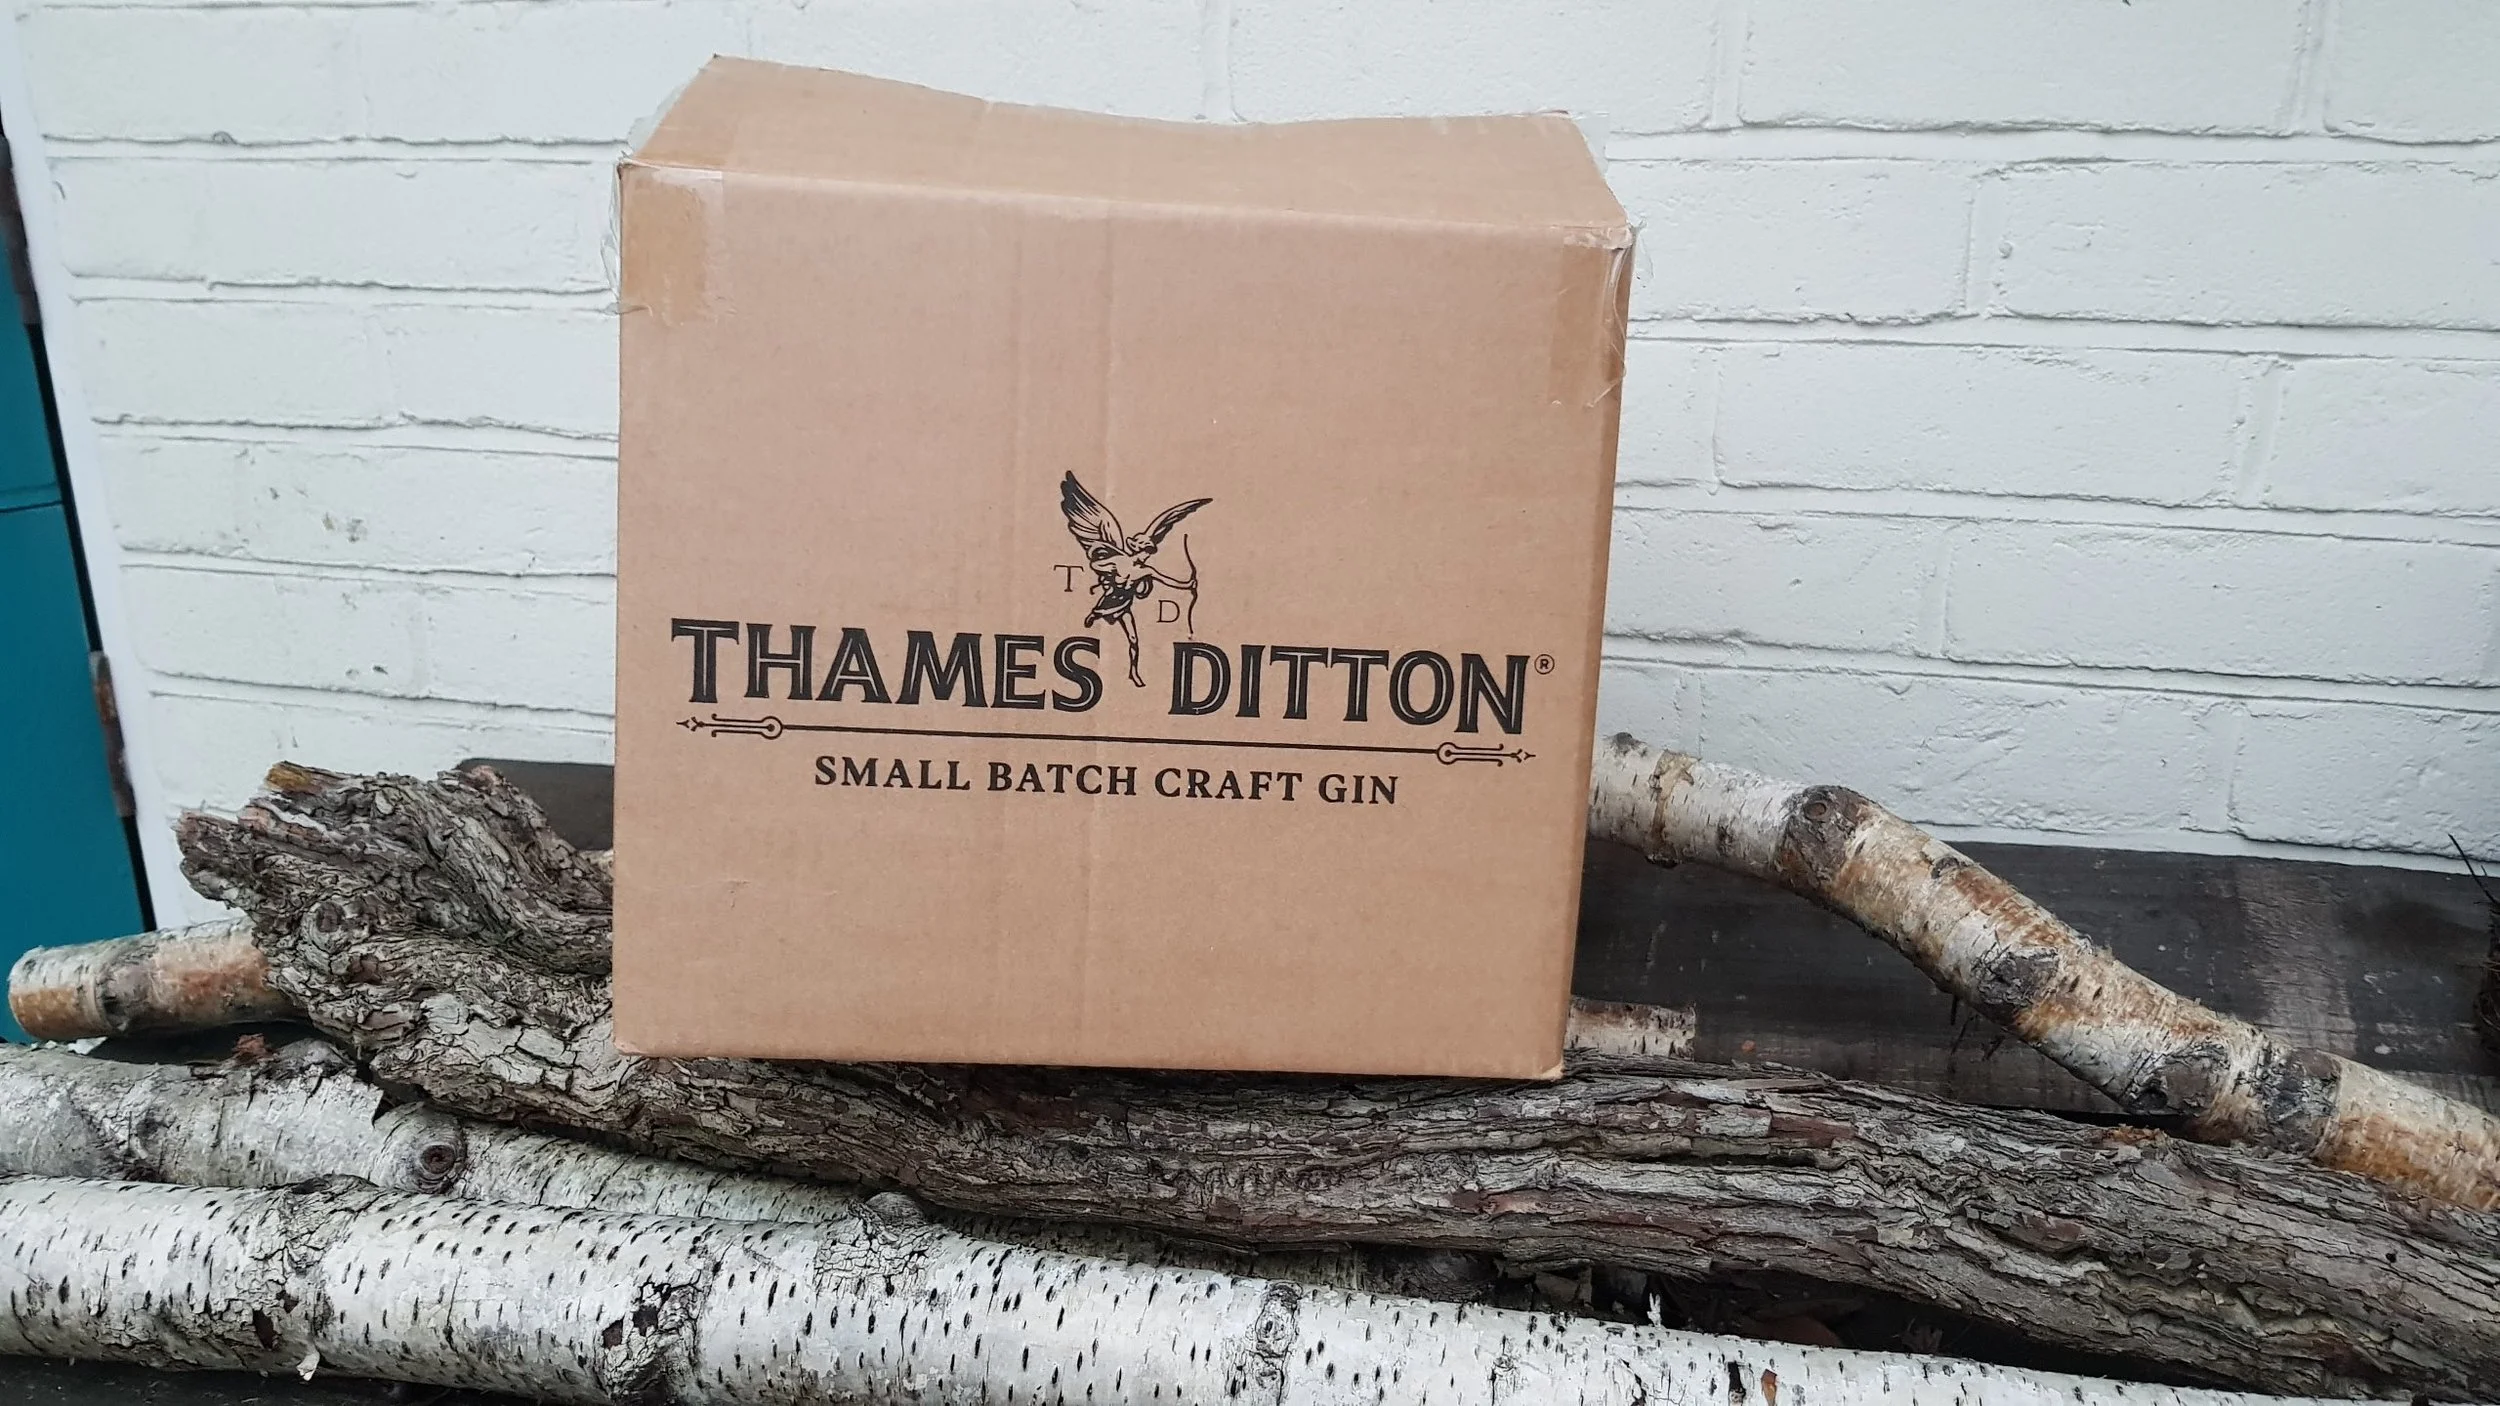 T
D
THAMES DITTON®
SMALL BATCH CRAFT GIN